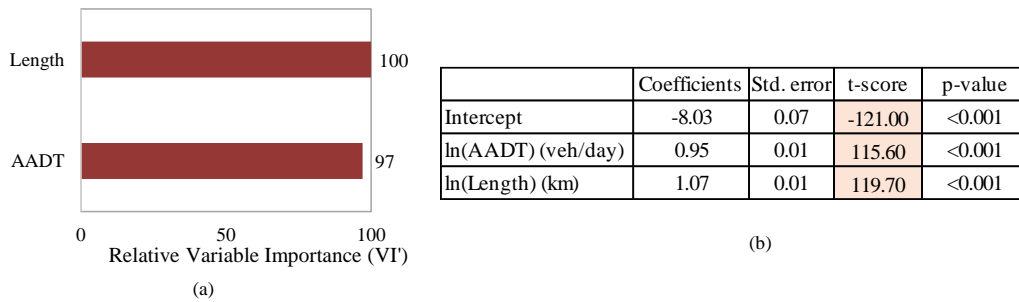 Length
100
AADT
97
0
50
100
Relative Variable Importance (VI')
(a)
Coefficients Std. error t-score p-value
Intercept -8.03 0.07 -121.00 <0.001
ln(AADT) (veh/day) 0.95 0.01 115.60 <0.001
ln(Length) (km) 1.07 0.01 119.70 <0.001
(b)